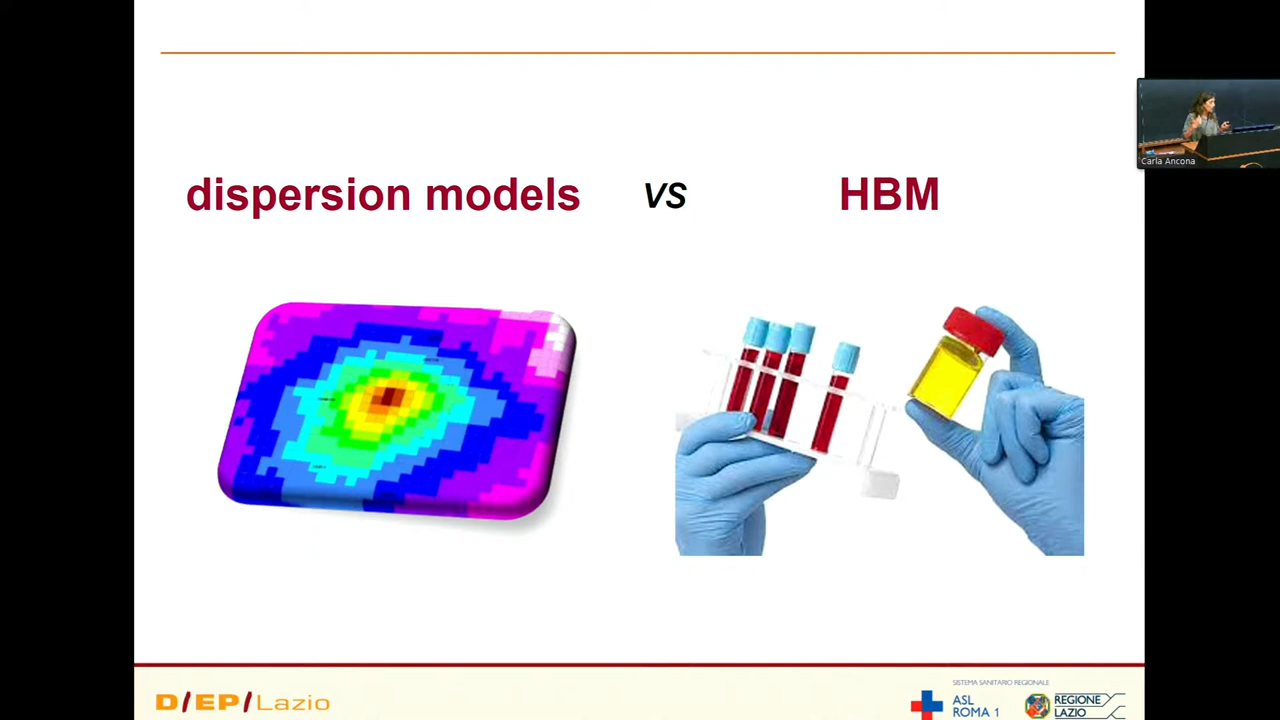 dispersion models vs HBM
Carla Ancona
D/EP/Lazio
SISTEMA SANITARIO REGIONALE
ASL
ROMA 1
REGIONE
LAZIO